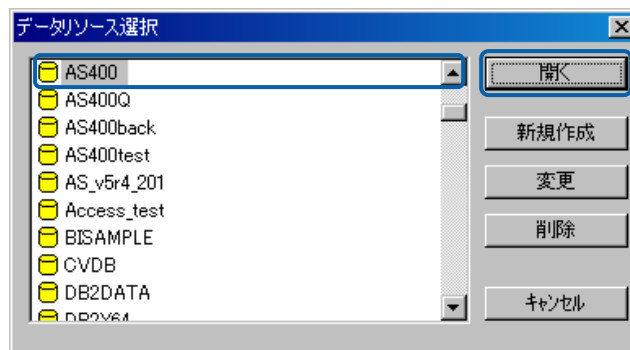 データソース選択
AS400
AS400Q
AS400back
AS400test
AS_v5r4_201
Access_test
BISAMPLE
CVDB
DB2DATA
DB2Y64
開く
新規作成
変更
削除
キャンセル